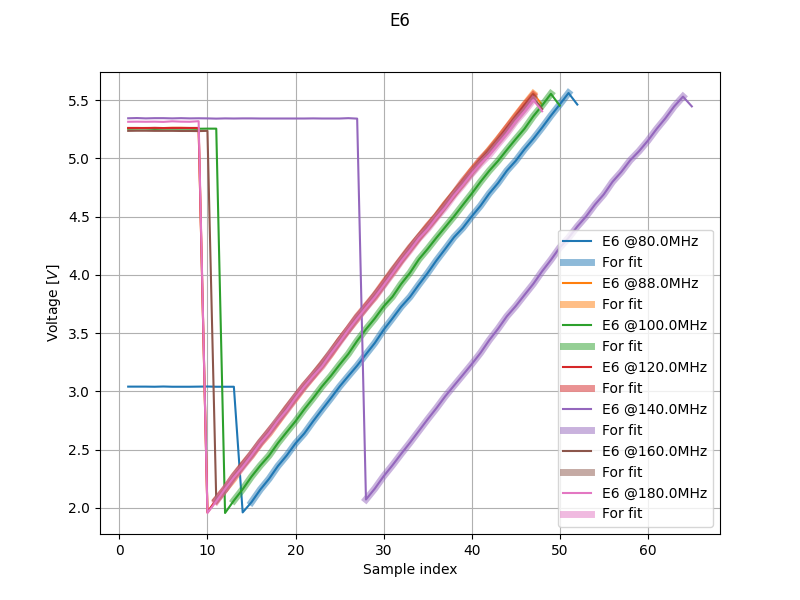 E6
5.5
5.0
4.5
4.0
3.5
3.0
2.5
2.0
Voltage [V]
0
10
20
30
40
50
60
Sample index
E6 @80.0MHz
For fit
E6 @88.0MHz
For fit
E6 @100.0MHz
For fit
E6 @120.0MHz
For fit
E6 @140.0MHz
For fit
E6 @160.0MHz
For fit
E6 @180.0MHz
For fit